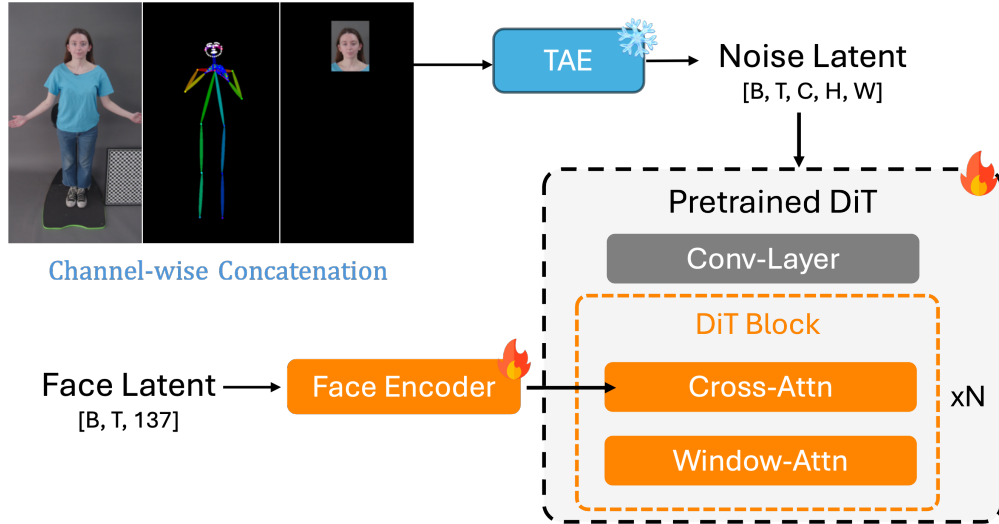 TAE
Noise Latent
[B, T, C, H, W]
Channel-wise Concatenation
Pretrained DiT
Conv-Layer
DiT Block
Face Latent
[B, T, 137]
Face Encoder
Cross-Attn
xN
Window-Attn